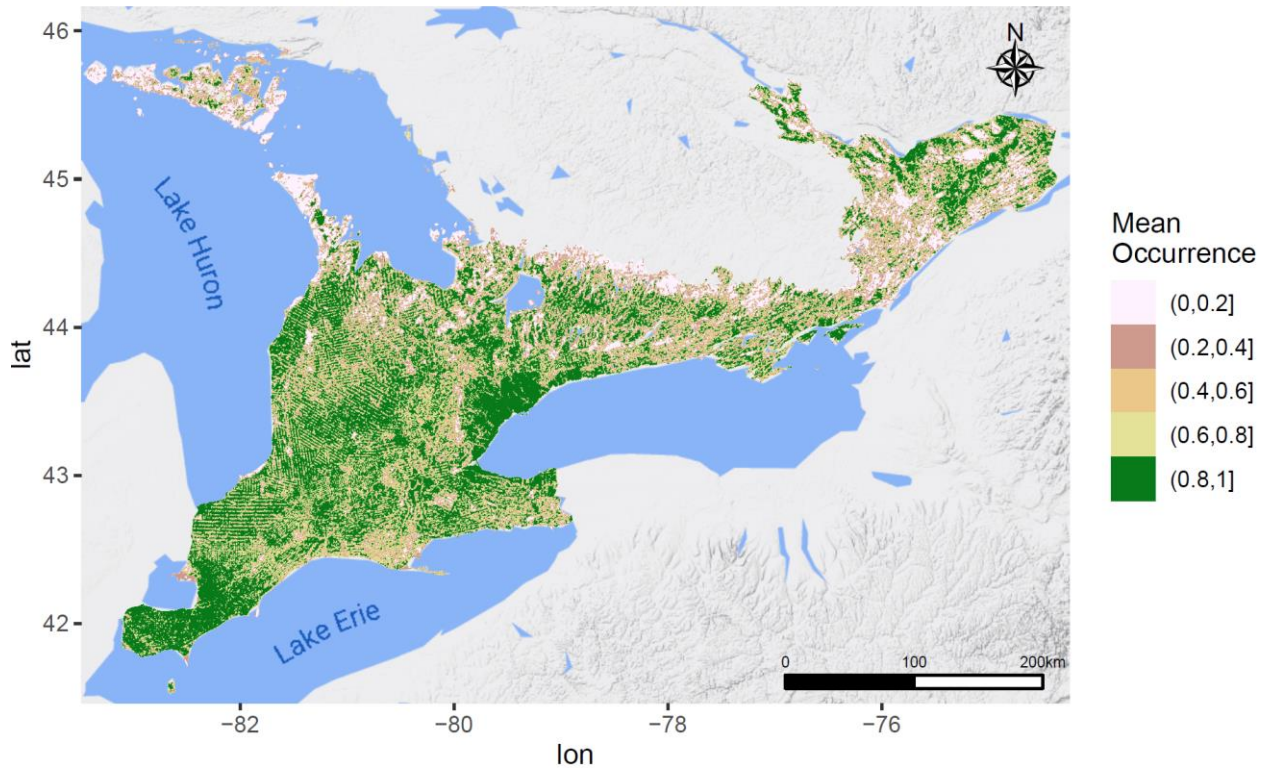 46
45
44
43
42
lat
−82
−80
−78
−76
lon
Lake Huron
Lake Erie
N
0 100 200km
Mean
Occurrence
(0,0.2]
(0.2,0.4]
(0.4,0.6]
(0.6,0.8]
(0.8,1]